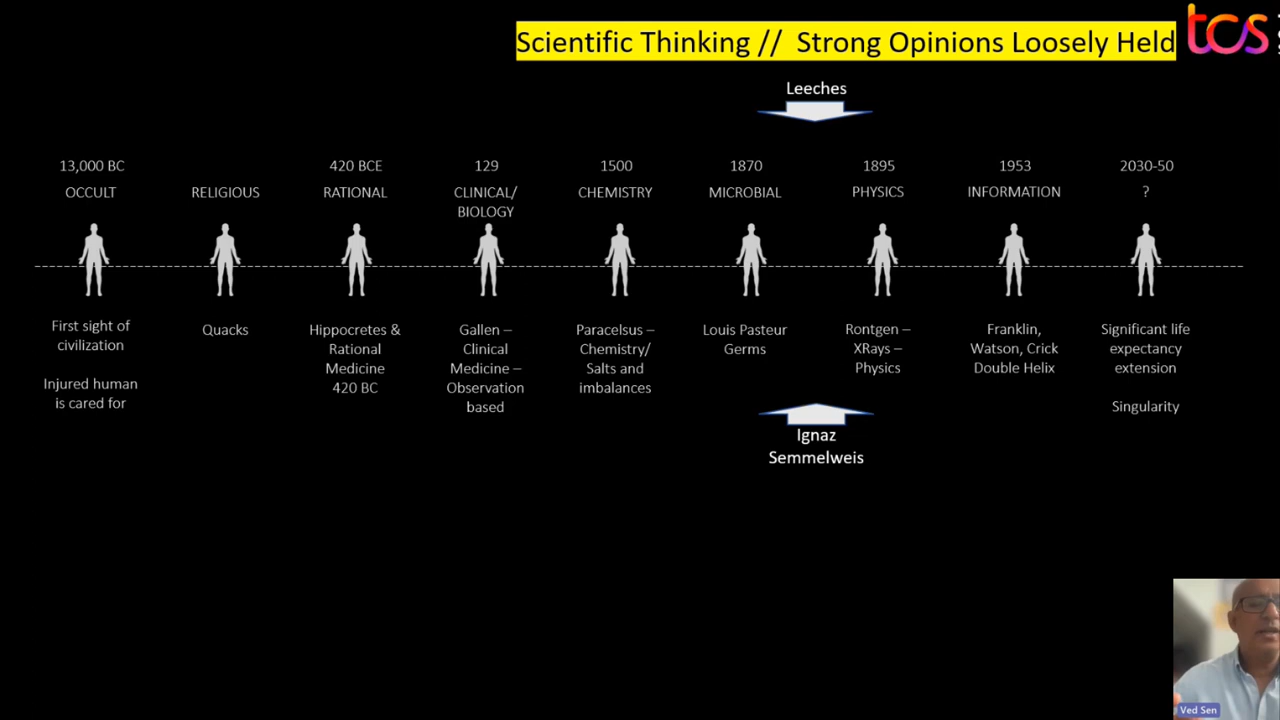 Scientific Thinking // Strong Opinions Loosely Held
tcs
Leeches
13,000 BC
OCCULT
RELIGIOUS
420 BCE
RATIONAL
129
CLINICAL/
BIOLOGY
1500
CHEMISTRY
1870
MICROBIAL
1895
PHYSICS
1953
INFORMATION
2030-50
?
First sight of
civilization
Injured human
is cared for
Quacks
Hippocretes &
Rational
Medicine
420 BC
Gallen –
Clinical
Medicine –
Observation
based
Paracelsus –
Chemistry/
Salts and
imbalances
Louis Pasteur
Germs
Rontgen –
XRays –
Physics
Franklin,
Watson, Crick
Double Helix
Significant life
expectancy
extension
Singularity
Ignaz
Semmelweis
Ved Sen